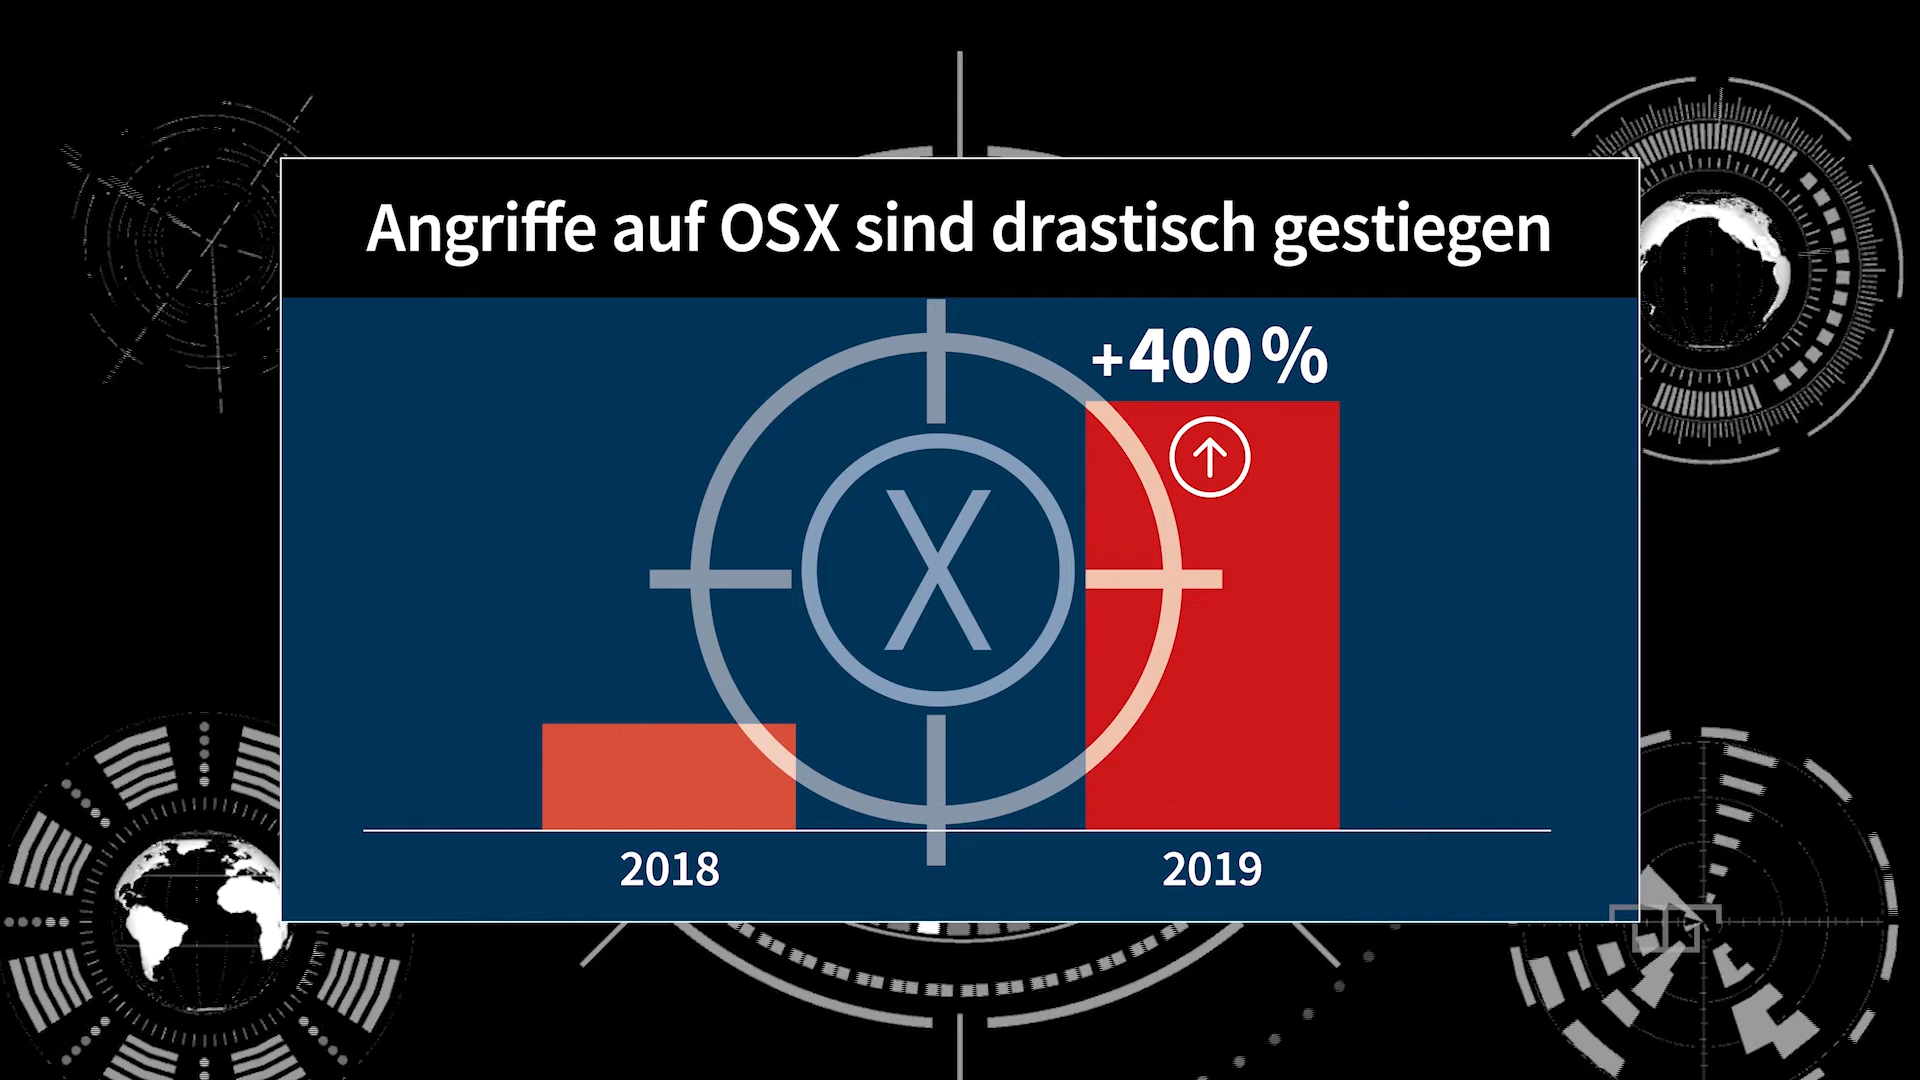 Angriffe auf OSX sind drastisch gestiegen
+400 %
X
2018
2019